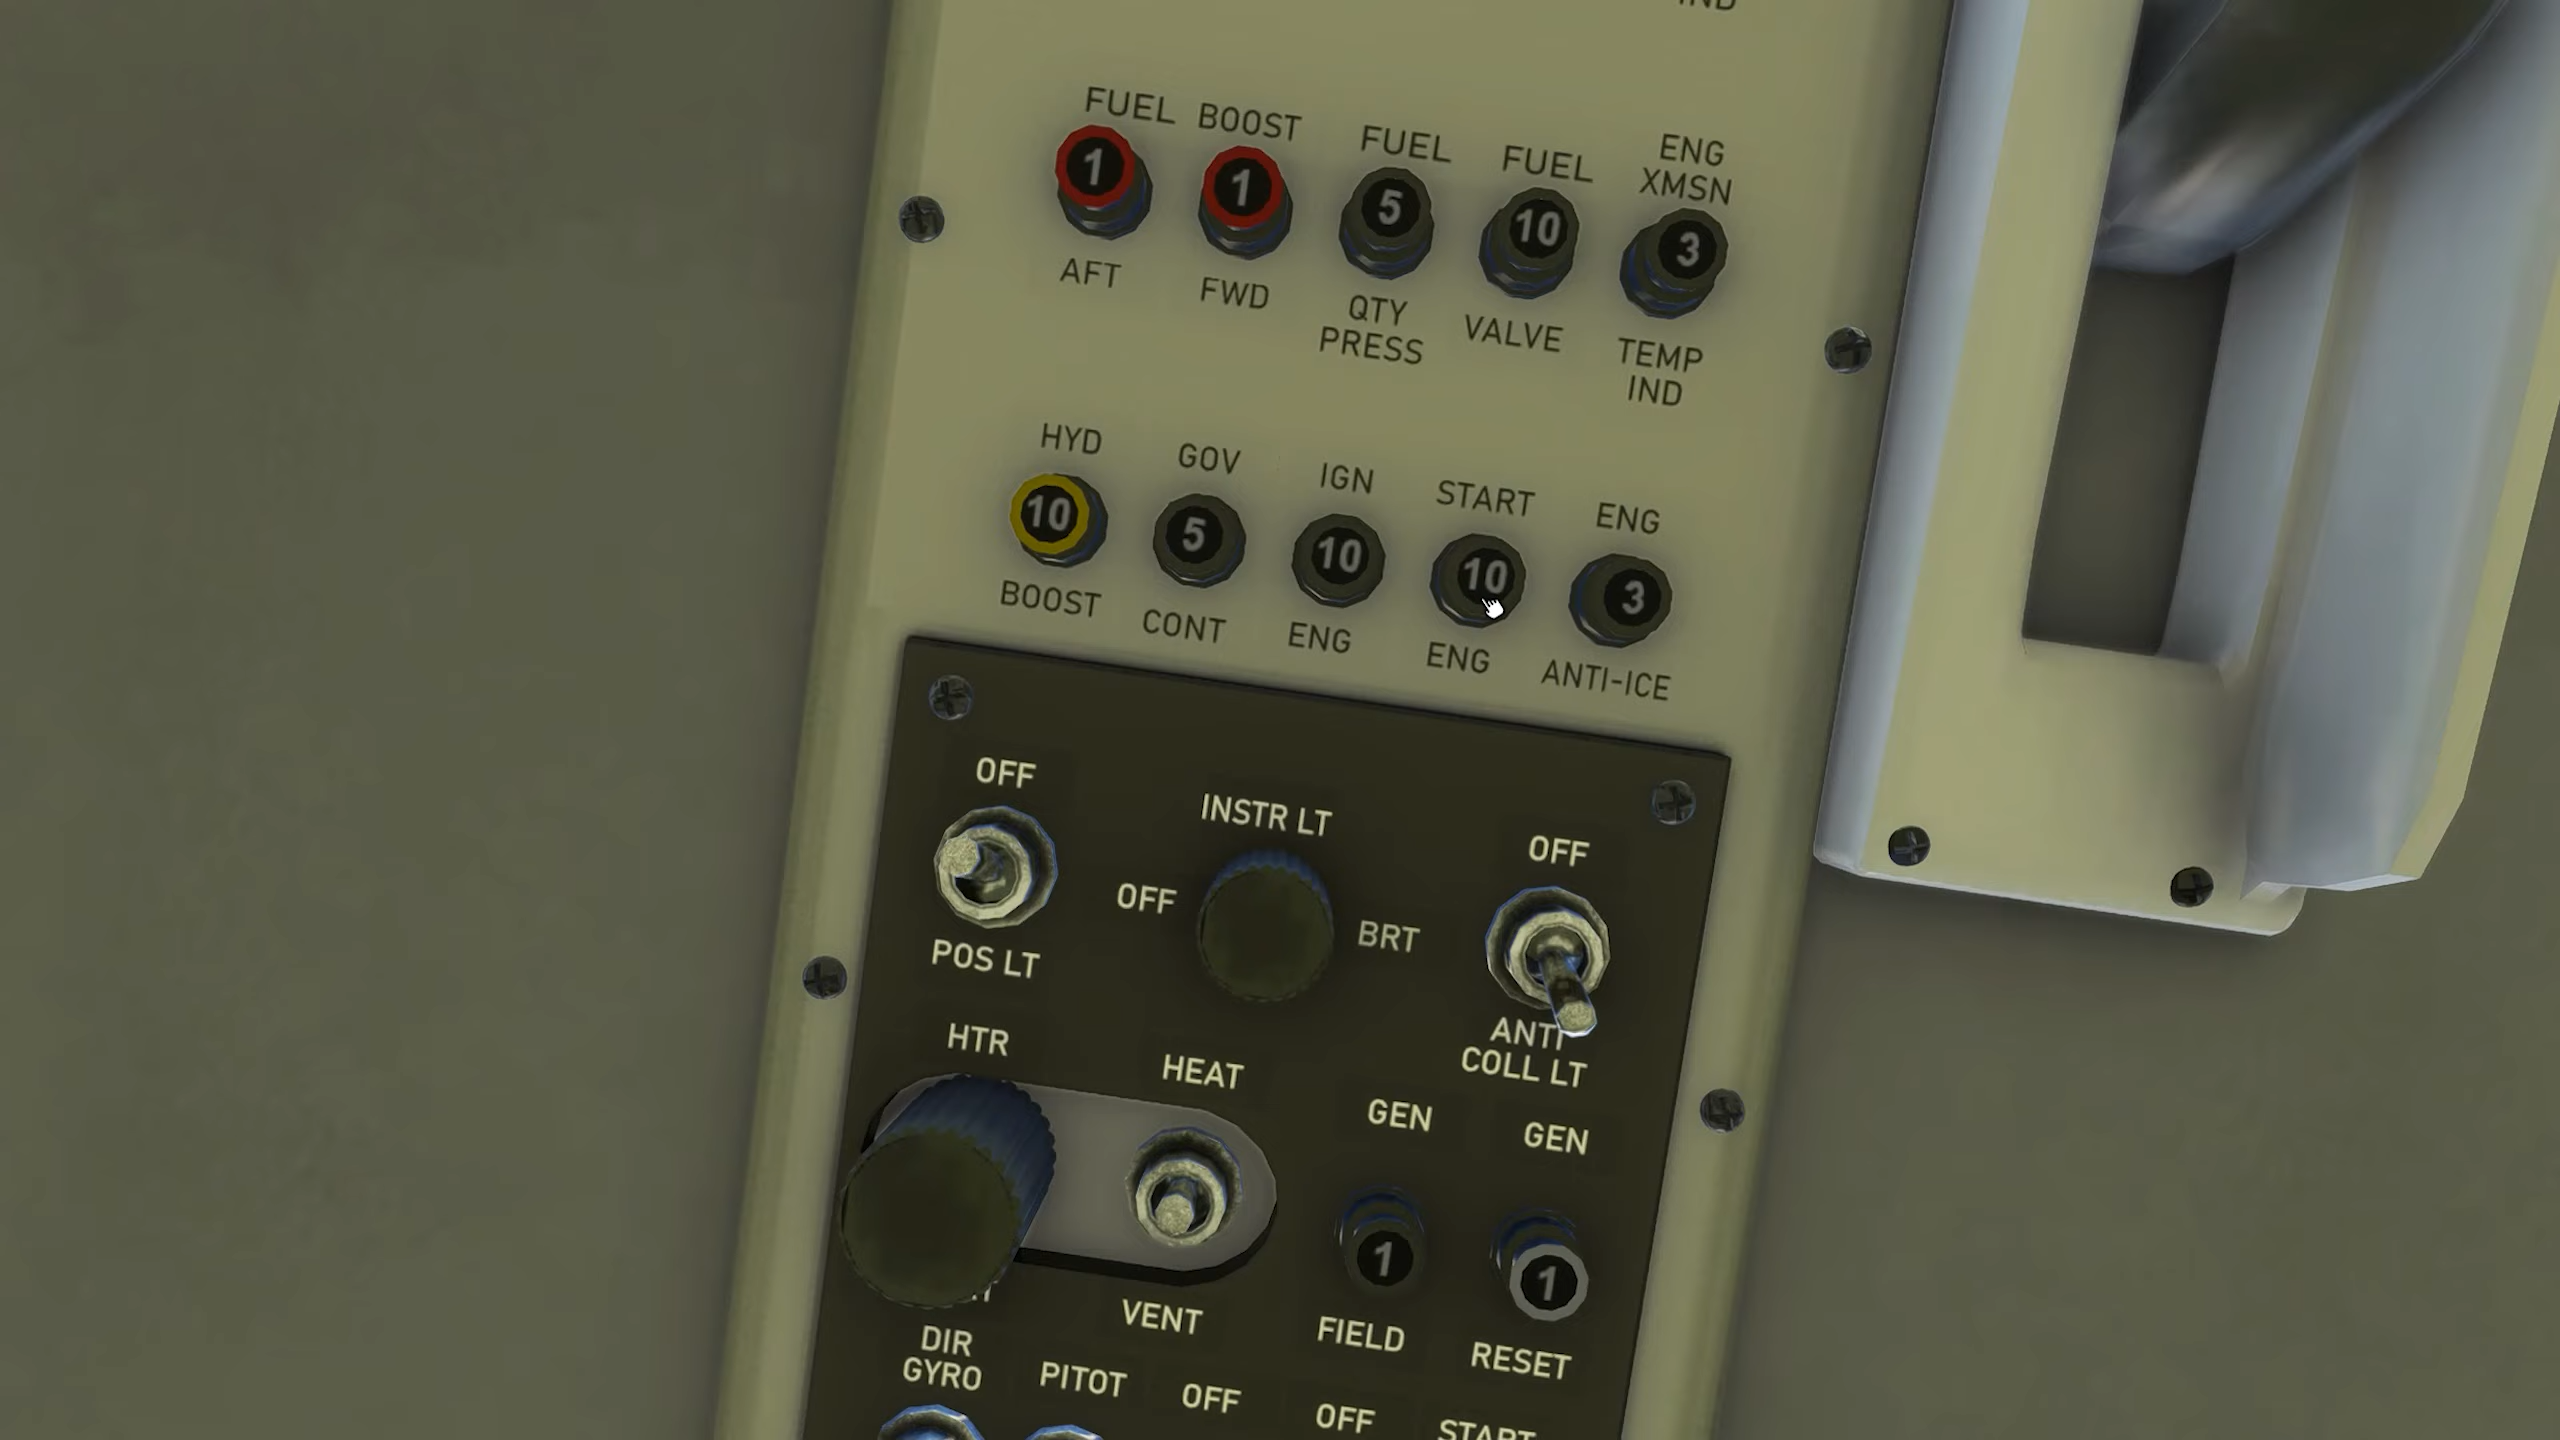 IND
FUEL BOOST FUEL FUEL ENG XMSN
1 1 5 10 3
AFT FWD QTY PRESS VALVE TEMP IND
HYD GOV IGN START ENG
10 5 10 10 3
BOOST CONT ENG ENG ANTI-ICE
OFF INSTR LT OFF
OFF BRT
POS LT ANTI COLL LT
HTR HEAT GEN GEN
1 1
VENT FIELD RESET
DIR GYRO PITOT OFF OFF START